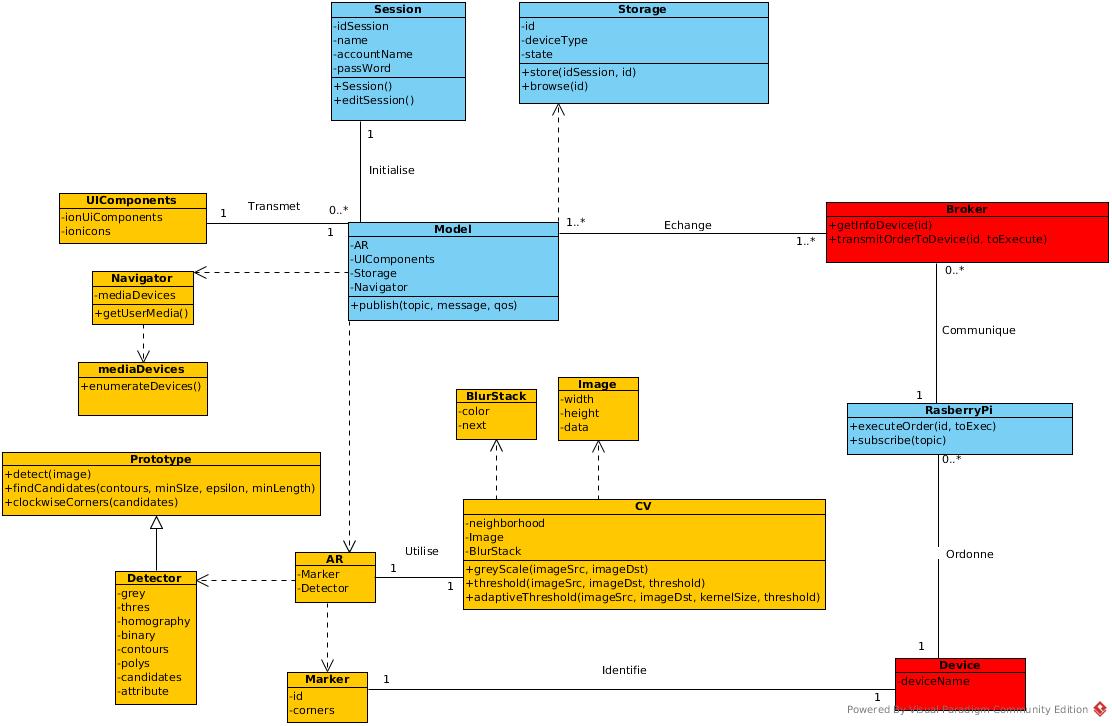 Session
-idSession
-name
-accountName
-passWord
+Session()
+editSession()
Storage
-id
-deviceType
-state
+store(idSession, id)
+browse(id)
1
Initialise
UIComponents
-ionUiComponents
-ionicons
1
Transmet
0..*
1
Model
-AR
-UIComponents
-Storage
-Navigator
+publish(topic, message, qos)
1..*
Echange
1..*
Broker
+getInfoDevice(id)
+transmitOrderToDevice(id, toExecute)
0..*
Communique
1
Navigator
-mediaDevices
+getUserMedia()
mediaDevices
+enumerateDevices()
BlurStack
-color
-next
Image
-width
-height
-data
RasberryPi
+executeOrder(id, toExec)
+subscribe(topic)
0..*
Ordonne
1
Prototype
+detect(image)
+findCandidates(contours, minSIze, epsilon, minLength)
+clockwiseCorners(candidates)
CV
-neighborhood
-Image
-BlurStack
+greyScale(imageSrc, imageDst)
+threshold(imageSrc, imageDst, threshold)
+adaptiveThreshold(imageSrc, imageDst, kernelSize, threshold)
AR
-Marker
-Detector
Utilise
1
1
Detector
-grey
-thres
-homography
-binary
-contours
-polys
-candidates
-attribute
Marker
-id
-corners
1
Identifie
1
Device
-deviceName
Powered By Visual Paradigm Community Edition